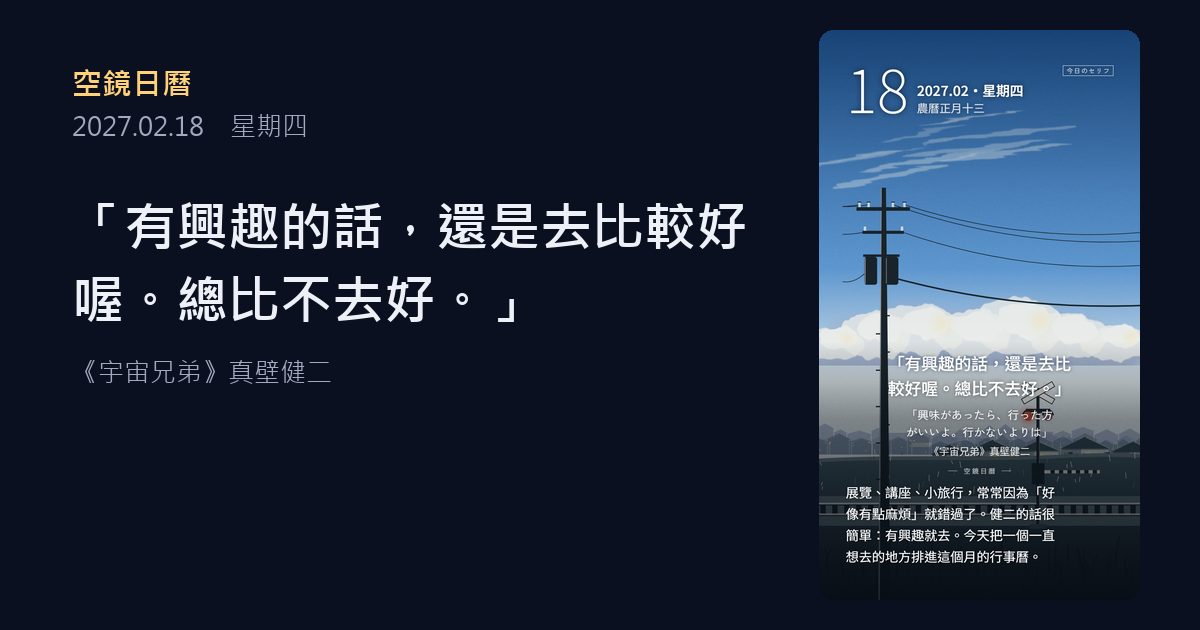 空鏡日曆
2027.02.18 星期四
「有興趣的話，還是去比較好
喔。總比不去好。」
《宇宙兄弟》真壁健二
18
2027.02・星期四
農曆正月十三
今日のセリフ
「有興趣的話，還是去比
較好喔。總比不去好。」
「興味があったら、行った方
がいいよ。行かないよりは」
《宇宙兄弟》真壁健二
— 空鏡日曆 —
展覽、講座、小旅行，常常因為「好
像有點麻煩」就錯過了。健二的話很
簡單：有興趣就去。今天把一個一直
想去的地方排進這個月的行事曆。